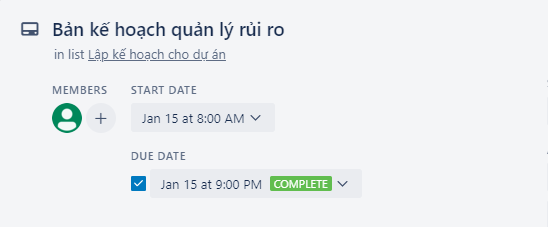 Bản kế hoạch quản lý rủi ro
in list Lập kế hoạch cho dự án
MEMBERS START DATE
Jan 15 at 8:00 AM
DUE DATE
Jan 15 at 9:00 PM COMPLETE